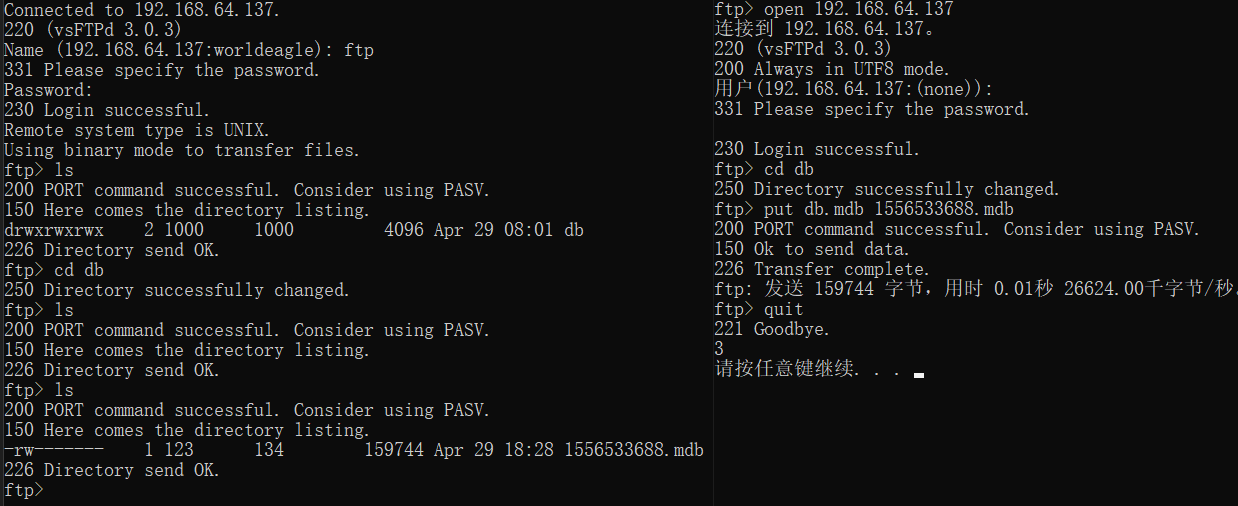 Connected to 192.168.64.137.
220 (vsFTPd 3.0.3)
Name (192.168.64.137:worldeagle): ftp
331 Please specify the password.
Password:
230 Login successful.
Remote system type is UNIX.
Using binary mode to transfer files.
ftp> ls
200 PORT command successful. Consider using PASV.
150 Here comes the directory listing.
drwxrwxrwx    2 1000     1000         4096 Apr 29 08:01 db
226 Directory send OK.
ftp> cd db
250 Directory successfully changed.
ftp> ls
200 PORT command successful. Consider using PASV.
150 Here comes the directory listing.
226 Directory send OK.
ftp> ls
200 PORT command successful. Consider using PASV.
150 Here comes the directory listing.
-rw-------    1 123      134        159744 Apr 29 18:28 1556533688.mdb
226 Directory send OK.
ftp>
ftp> open 192.168.64.137
连接到 192.168.64.137。
220 (vsFTPd 3.0.3)
200 Always in UTF8 mode.
用户(192.168.64.137:(none)):
331 Please specify the password.
230 Login successful.
ftp> cd db
250 Directory successfully changed.
ftp> put db.mdb 1556533688.mdb
200 PORT command successful. Consider using PASV.
150 Ok to send data.
226 Transfer complete.
ftp: 发送 159744 字节，用时 0.01秒 26624.00千字节/秒。
ftp> quit
221 Goodbye.
3
请按任意键继续. . .